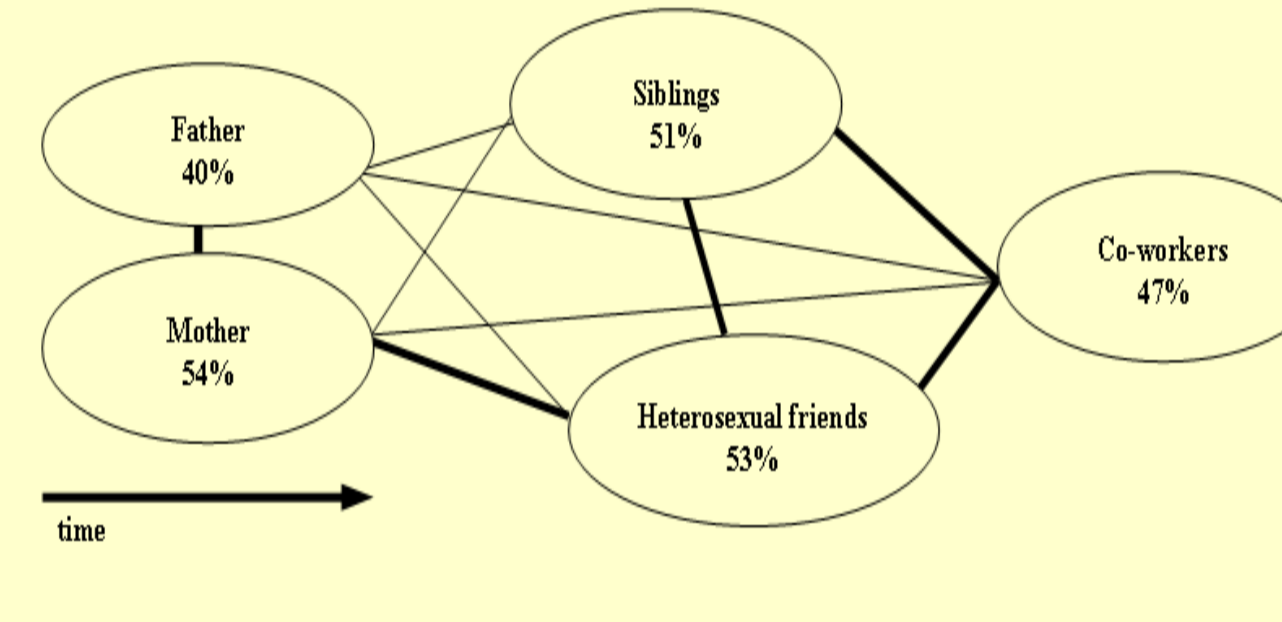 Father
40%
Mother
54%
Siblings
51%
Heterosexual friends
53%
Co-workers
47%
time